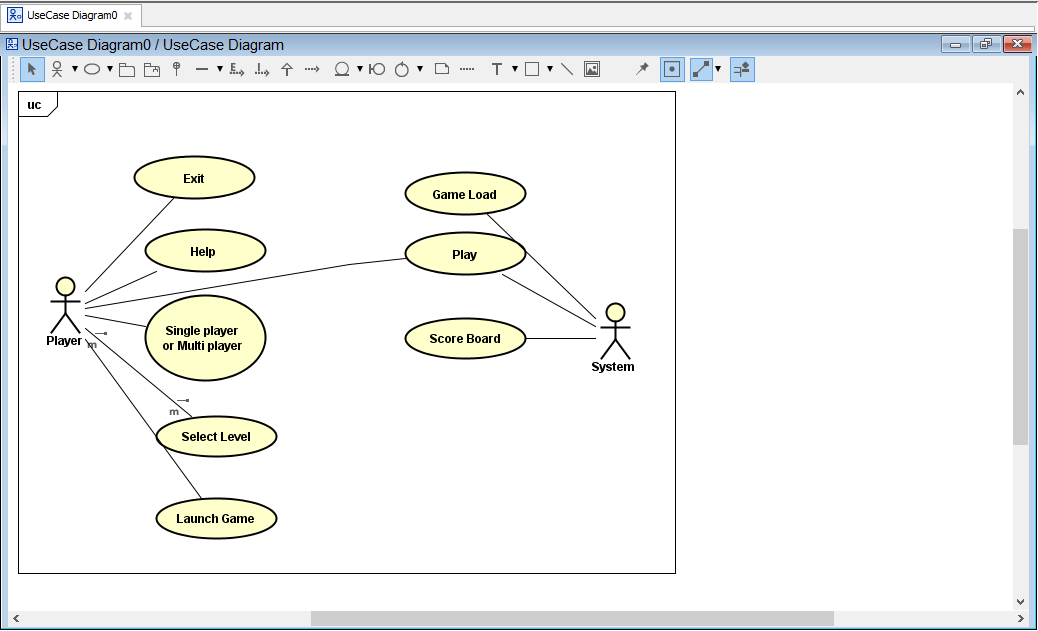 UseCase Diagram0
UseCase Diagram0 / UseCase Diagram
E
I
T
uc
Exit
Game Load
Help
Play
Single player
or Multi player
Player
m
Score Board
System
m
Select Level
Launch Game